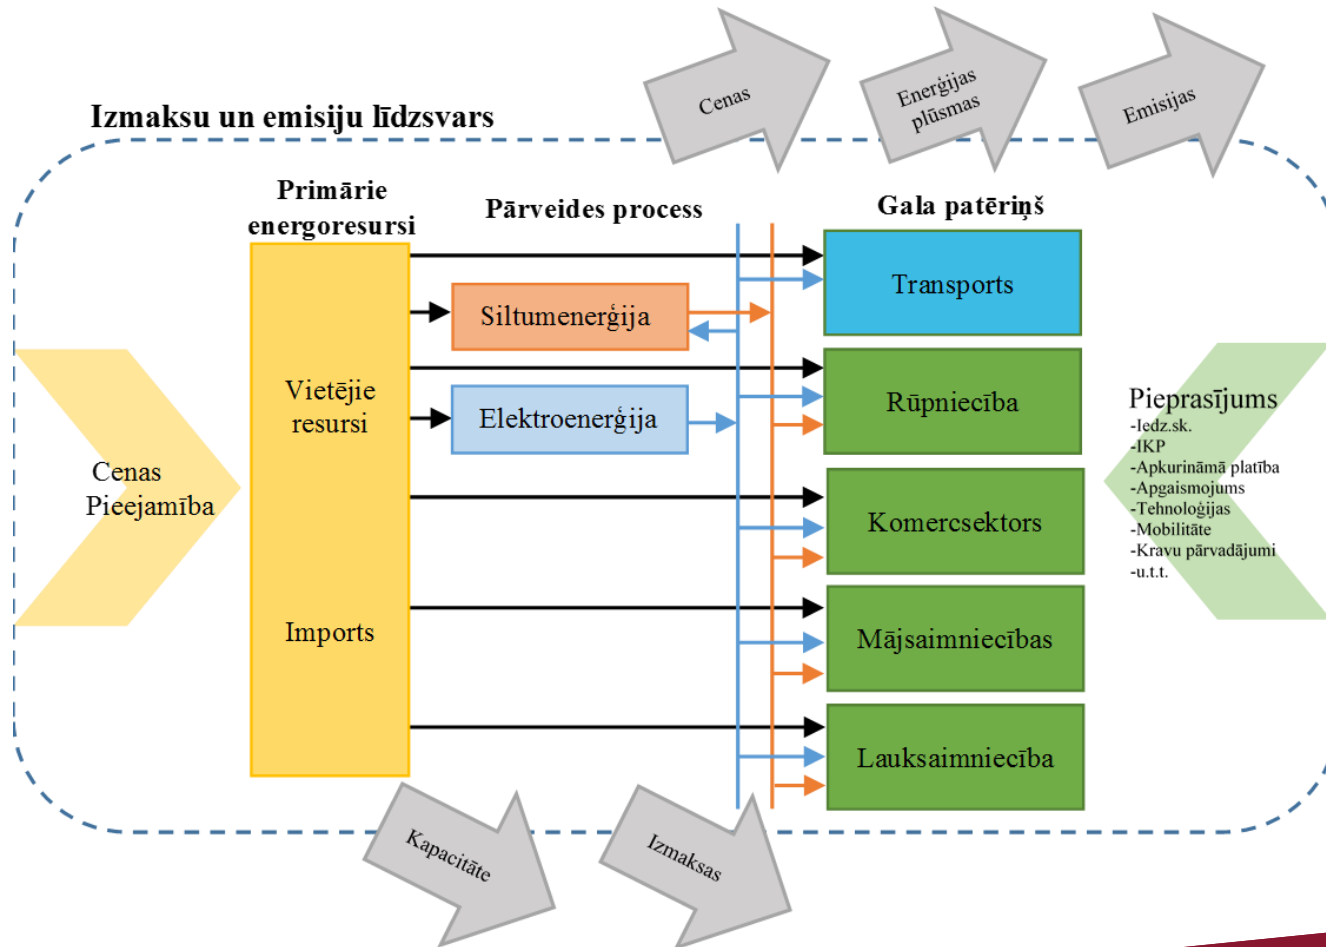 Cenas
Enerģijas
plūsmas
Emisijas
Izmaksu un emisiju līdzsvars
Primārie
energoresursi
Pārveides process
Gala patēriņš
Cenas
Pieejamība
Vietējie
resursi
Imports
Siltumenerģija
Elektroenerģija
Transports
Rūpniecība
Komercsektors
Mājsaimniecības
Lauksaimniecība
Pieprasījums
-Iedz.sk.
-IKP
-Apkurināmā platība
-Apgaismojums
-Tehnoloģijas
-Mobilitāte
-Kravu pārvadājumi
-u.t.t.
Kapacitāte
Izmaksas